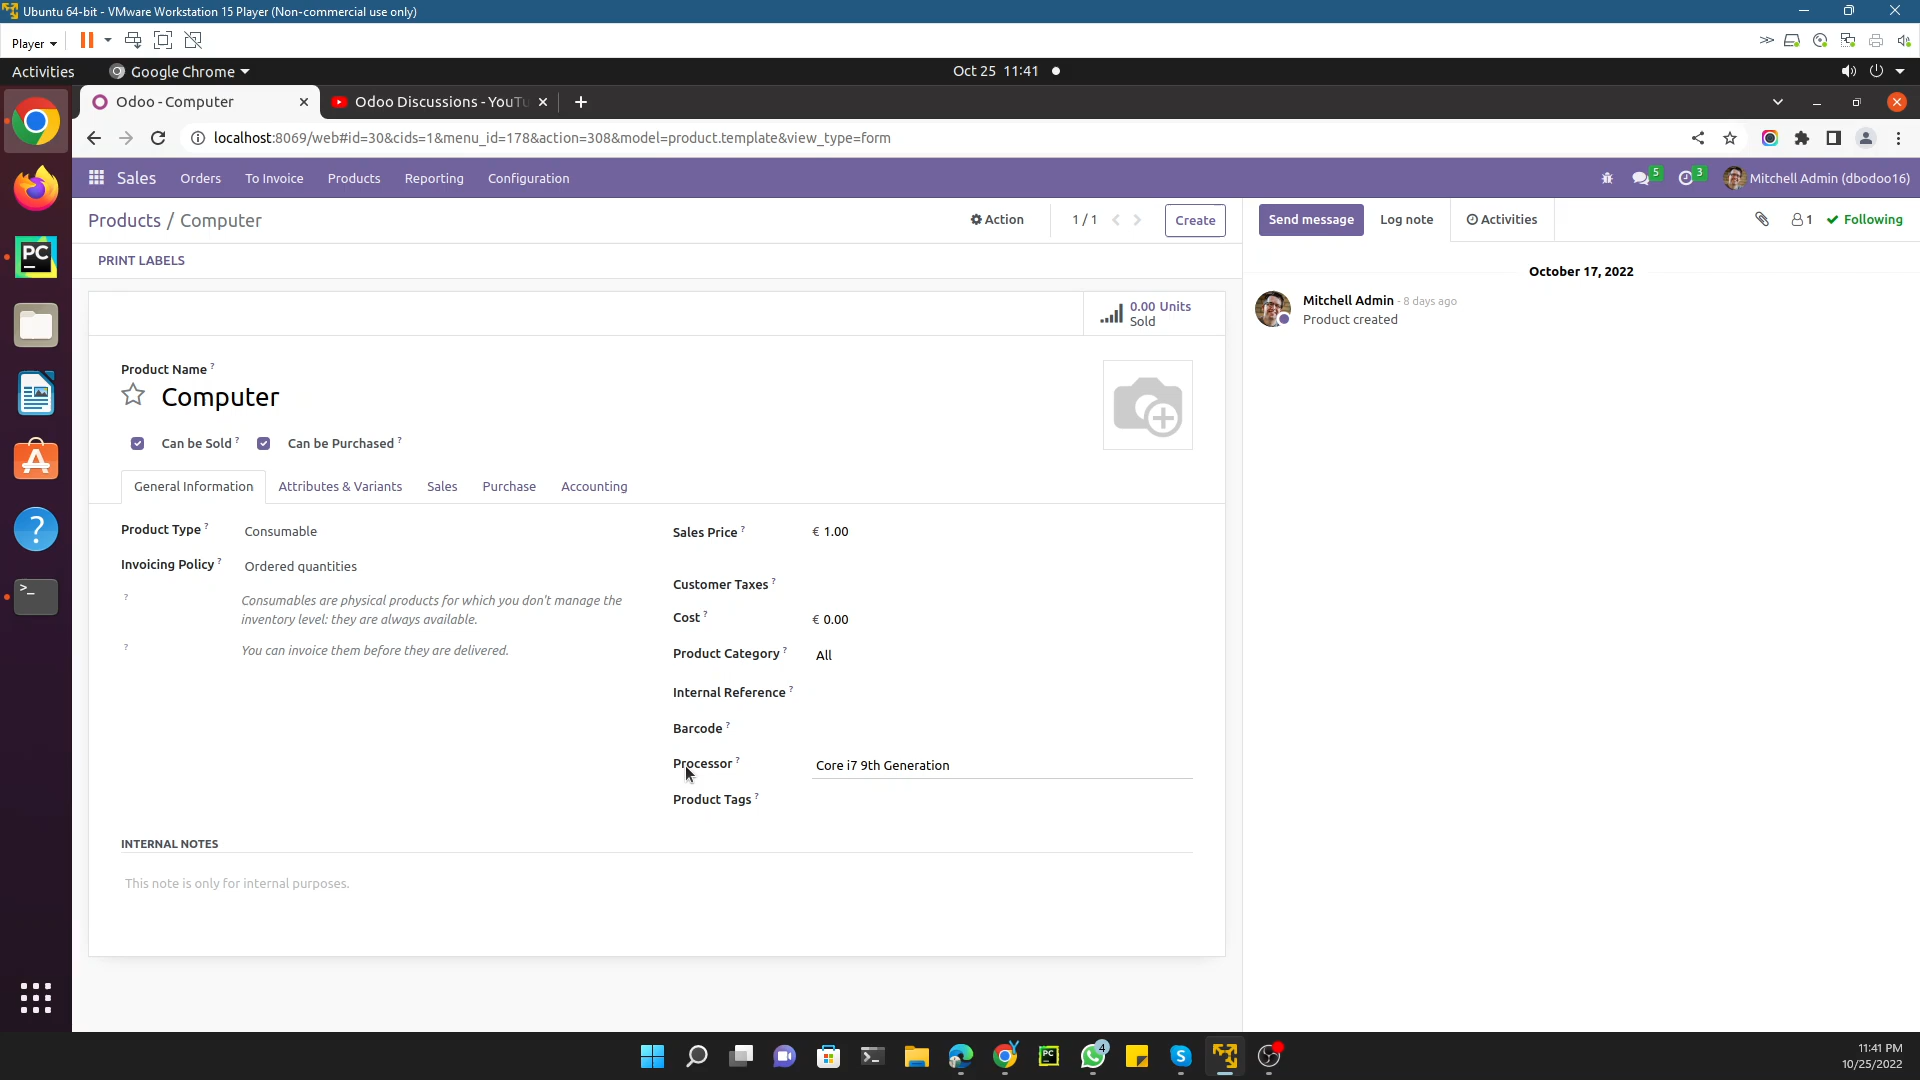 Ubuntu 64-bit - VMware Workstation 15 Player (Non-commercial use only)
Player
Activities
Google Chrome
Oct 25 11:41
Odoo - Computer
Odoo Discussions - YouTu
localhost:8069/web#id=30&cids=1&menu_id=178&action=308&model=product.template&view_type=form
Sales
Orders
To Invoice
Products
Reporting
Configuration
5
3
Mitchell Admin (dbodoo16)
Products / Computer
Action
1 / 1
Create
Send message
Log note
Activities
1
Following
PRINT LABELS
October 17, 2022
0.00 Units
Sold
Mitchell Admin - 8 days ago
Product created
Product Name ?
Computer
Can be Sold ?
Can be Purchased ?
General Information
Attributes & Variants
Sales
Purchase
Accounting
Product Type ?
Consumable
Invoicing Policy ?
Ordered quantities
?
Consumables are physical products for which you don't manage the
inventory level: they are always available.
?
You can invoice them before they are delivered.
Sales Price ?
€ 1.00
Customer Taxes ?
Cost ?
€ 0.00
Product Category ?
All
Internal Reference ?
Barcode ?
Processor ?
Core i7 9th Generation
Product Tags ?
INTERNAL NOTES
This note is only for internal purposes.
PC
?
>_
PC
4
S
11:41 PM
10/25/2022